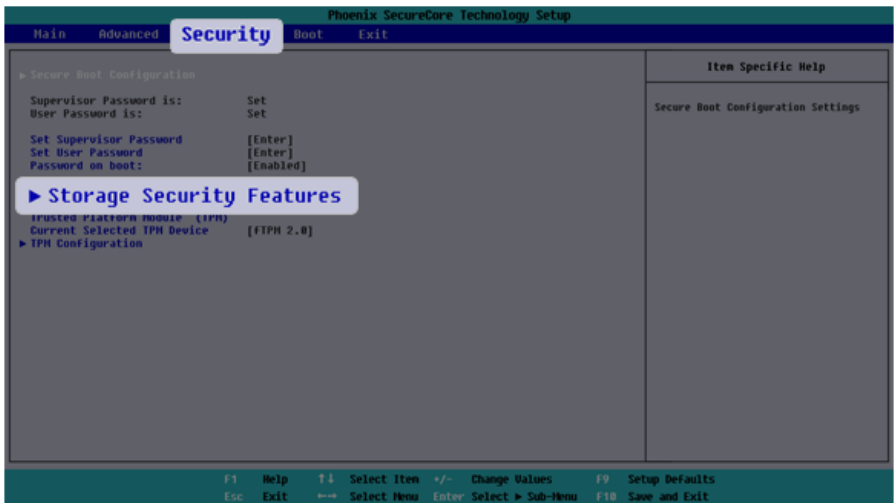 Phoenix SecureCore Technology Setup
Main Advanced Security Boot Exit
▶ Secure Boot Configuration
Item Specific Help
Supervisor Password is: Set
User Password is: Set
Secure Boot Configuration Settings
Set Supervisor Password [Enter]
Set User Password [Enter]
Password on boot: [Enabled]
▶ Storage Security Features
Trusted Platform Module (TPM)
Current Selected TPM Device [fTPM 2.0]
▶ TPM Configuration
F1 Help ↑↓ Select Item +/- Change Values F9 Setup Defaults
Esc Exit ←→ Select Menu Enter Select ▶ Sub-Menu F10 Save and Exit